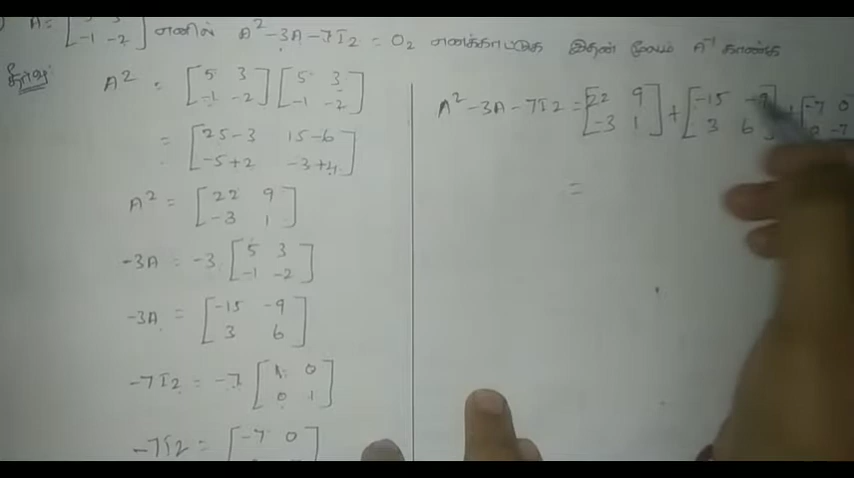 A = [ ; -1 -2] எனில் A² - 3A - 7I2 = O2 எனக்காட்டுக இதன் மூலம் A⁻¹ காண்க
தீர்வு:
A² = [5 3; -1 -2] [5 3; -1 -2]
= [25-3 15-6; -5+2 -3+4]
A² = [22 9; -3 1]
-3A = -3 [5 3; -1 -2]
-3A = [-15 -9; 3 6]
-7I2 = -7 [1 0; 0 1]
-7I2 = [-7 0
A² - 3A - 7I2 = [22 9; -3 1] + [-15 -9; 3 6] + [-7 0; 0 -7
=